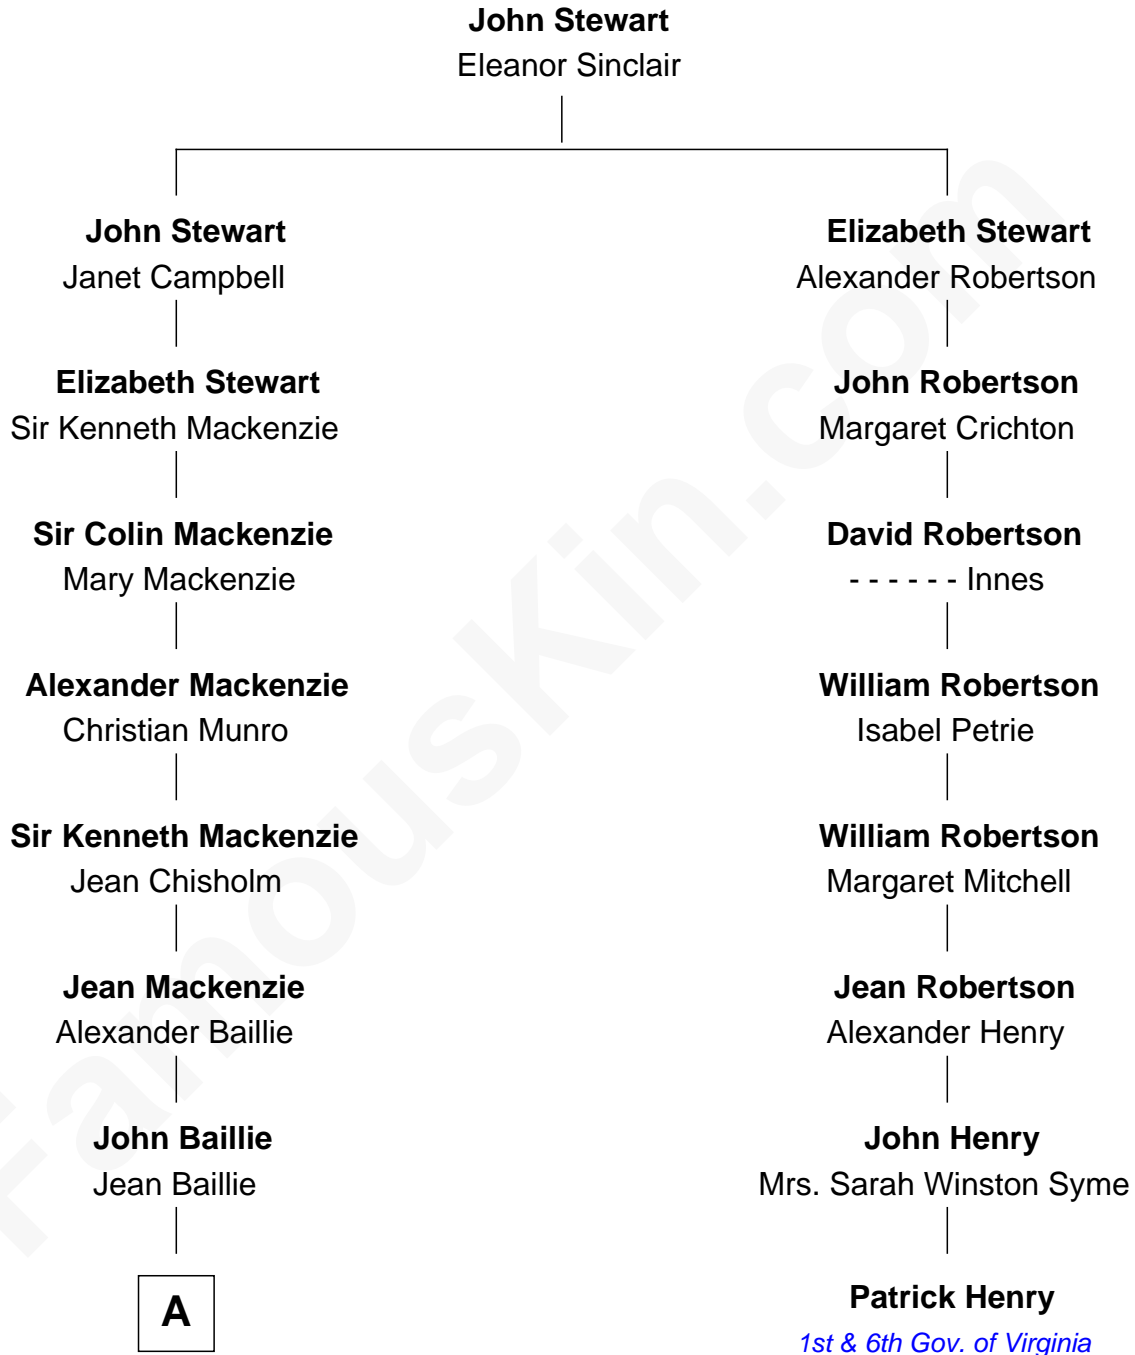 John Stewart
Eleanor Sinclair
John Stewart
Janet Campbell
Elizabeth Stewart
Alexander Robertson
Elizabeth Stewart
Sir Kenneth Mackenzie
John Robertson
Margaret Crichton
Sir Colin Mackenzie
Mary Mackenzie
David Robertson
- - - - - - Innes
Alexander Mackenzie
Christian Munro
William Robertson
Isabel Petrie
Sir Kenneth Mackenzie
Jean Chisholm
William Robertson
Margaret Mitchell
Jean Mackenzie
Alexander Baillie
Jean Robertson
Alexander Henry
John Baillie
Jean Baillie
John Henry
Mrs. Sarah Winston Syme
A
Patrick Henry
1st & 6th Gov. of Virginia
FamousKin.com